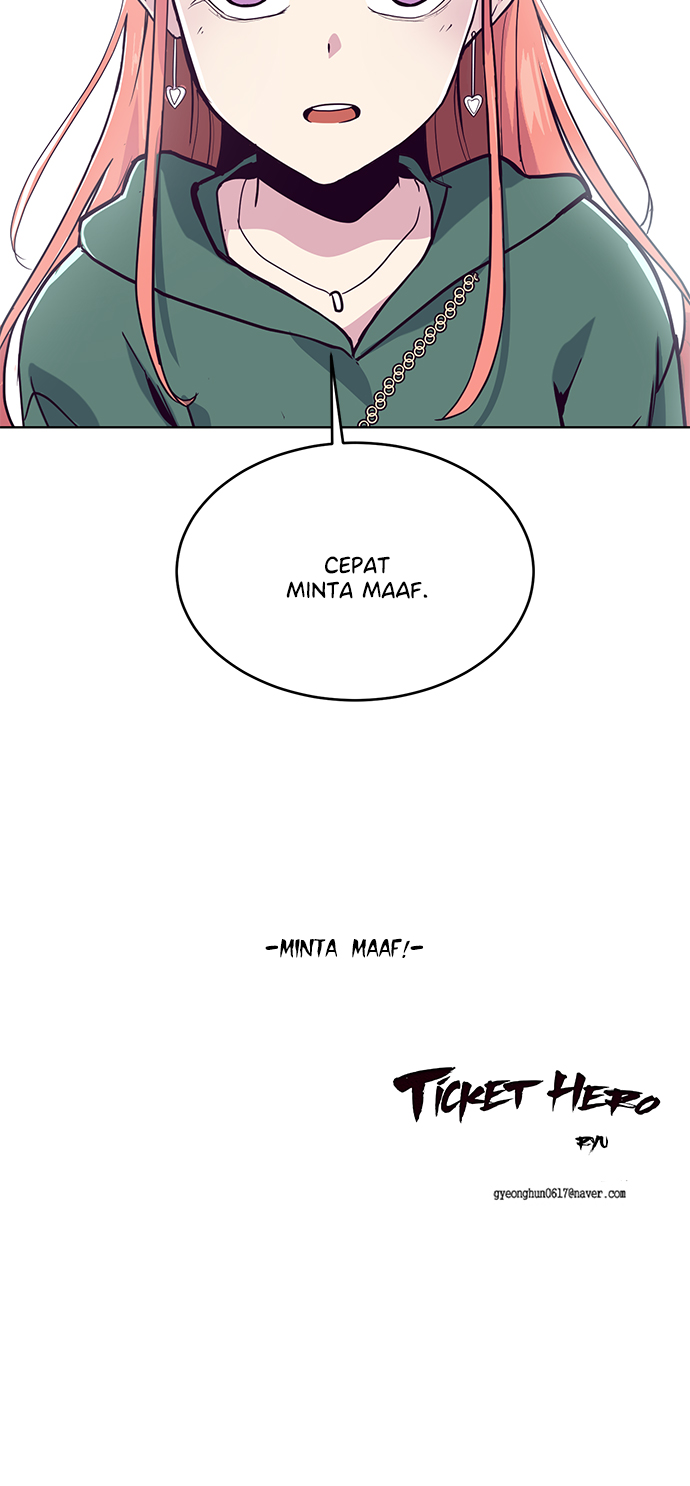 CEPAT
MINTA MAAF.
-MINTA MAAF!-
TICKET HERO
RYU
gyeonghun0617@naver.com